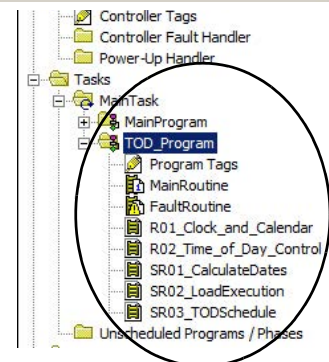 Controller Tags
Controller Fault Handler
Power-Up Handler
Tasks
MainTask
MainProgram
TOD_Program
Program Tags
MainRoutine
FaultRoutine
R01_Clock_and_Calendar
R02_Time_of_Day_Control
SR01_CalculateDates
SR02_LoadExecution
SR03_TODSchedule
Unscheduled Programs / Phases